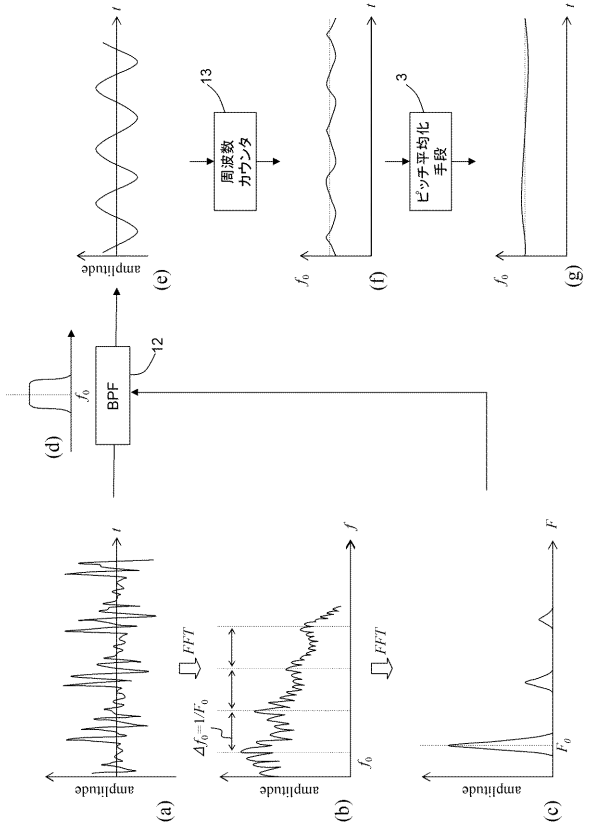 (a)
amplitude
t
FFT
(b)
amplitude
Δf₀=1/F₀
f₀
f
FFT
(c)
amplitude
F₀
F
(d)
f₀
BPF
12
(e)
amplitude
t
周波数
カウンタ
13
(f)
f₀
t
ピッチ平均化
手段
3
(g)
f₀
t